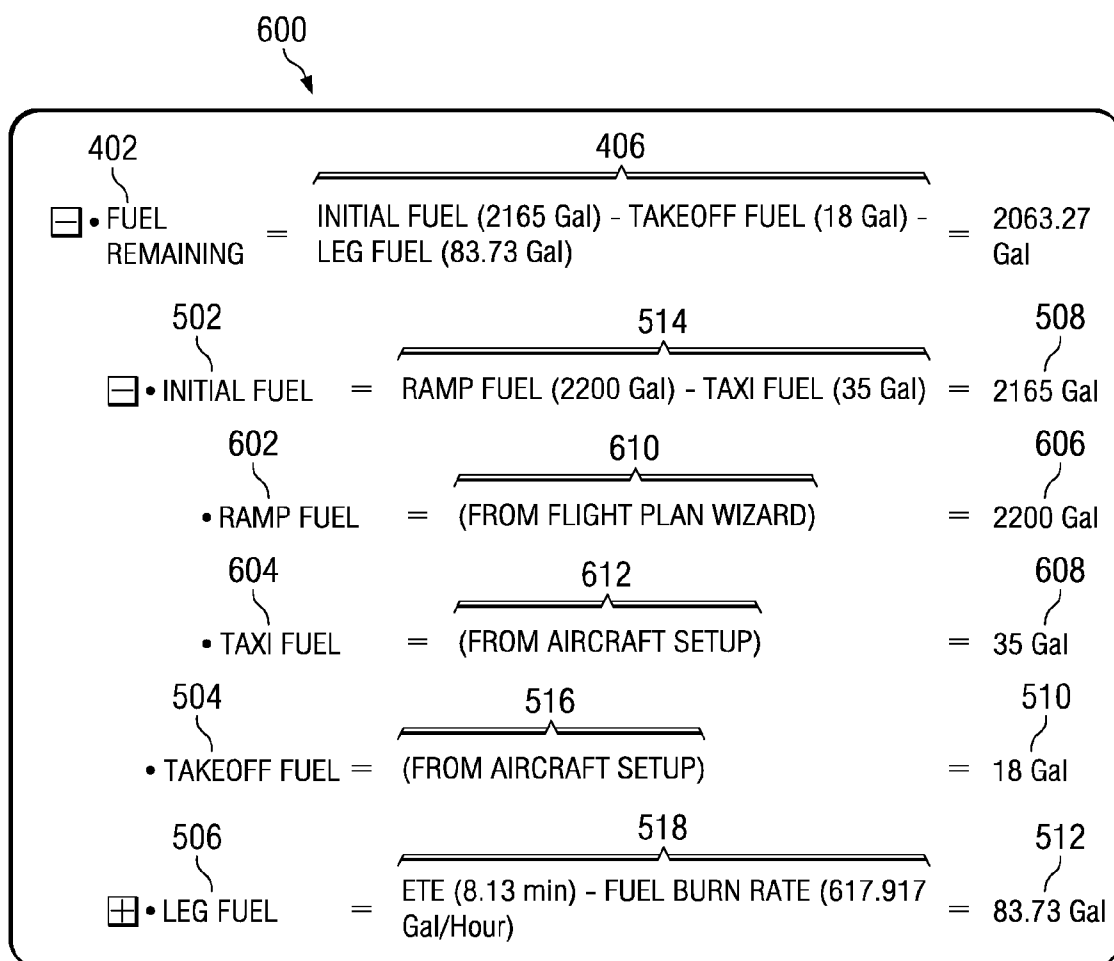 600
402 406
• FUEL REMAINING = INITIAL FUEL (2165 Gal) - TAKEOFF FUEL (18 Gal) - LEG FUEL (83.73 Gal) = 2063.27 Gal
502 514 508
• INITIAL FUEL = RAMP FUEL (2200 Gal) - TAXI FUEL (35 Gal) = 2165 Gal
602 610 606
• RAMP FUEL = (FROM FLIGHT PLAN WIZARD) = 2200 Gal
604 612 608
• TAXI FUEL = (FROM AIRCRAFT SETUP) = 35 Gal
504 516 510
• TAKEOFF FUEL = (FROM AIRCRAFT SETUP) = 18 Gal
506 518 512
• LEG FUEL = ETE (8.13 min) - FUEL BURN RATE (617.917 Gal/Hour) = 83.73 Gal